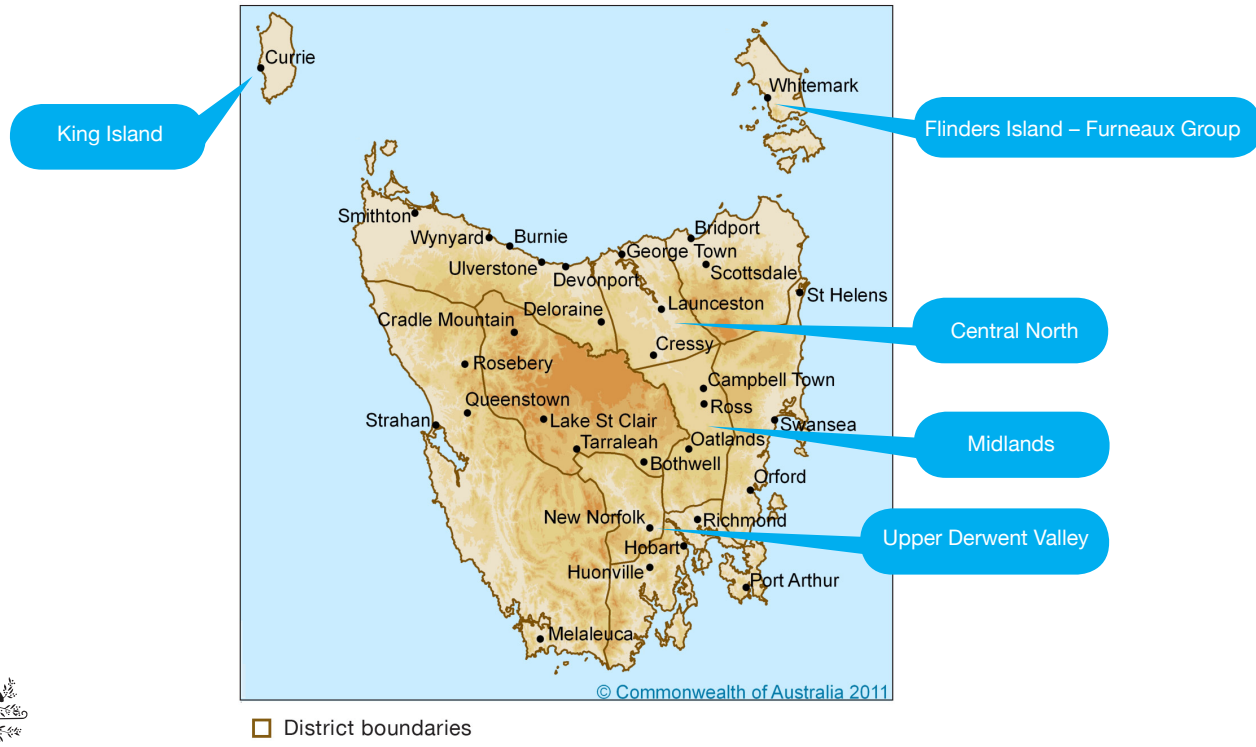 Currie
Whitemark
King Island
Flinders Island – Furneaux Group
Smithton
Wynyard
Burnie
Bridport
George Town
Ulverstone
Devonport
Scottsdale
St Helens
Launceston
Deloraine
Cradle Mountain
Central North
Cressy
Rosebery
Campbell Town
Queenstown
Ross
Strahan
Lake St Clair
Swansea
Tarraleah
Oatlands
Midlands
Bothwell
Orford
New Norfolk
Richmond
Upper Derwent Valley
Hobart
Huonville
Port Arthur
Melaleuca
© Commonwealth of Australia 2011
District boundaries